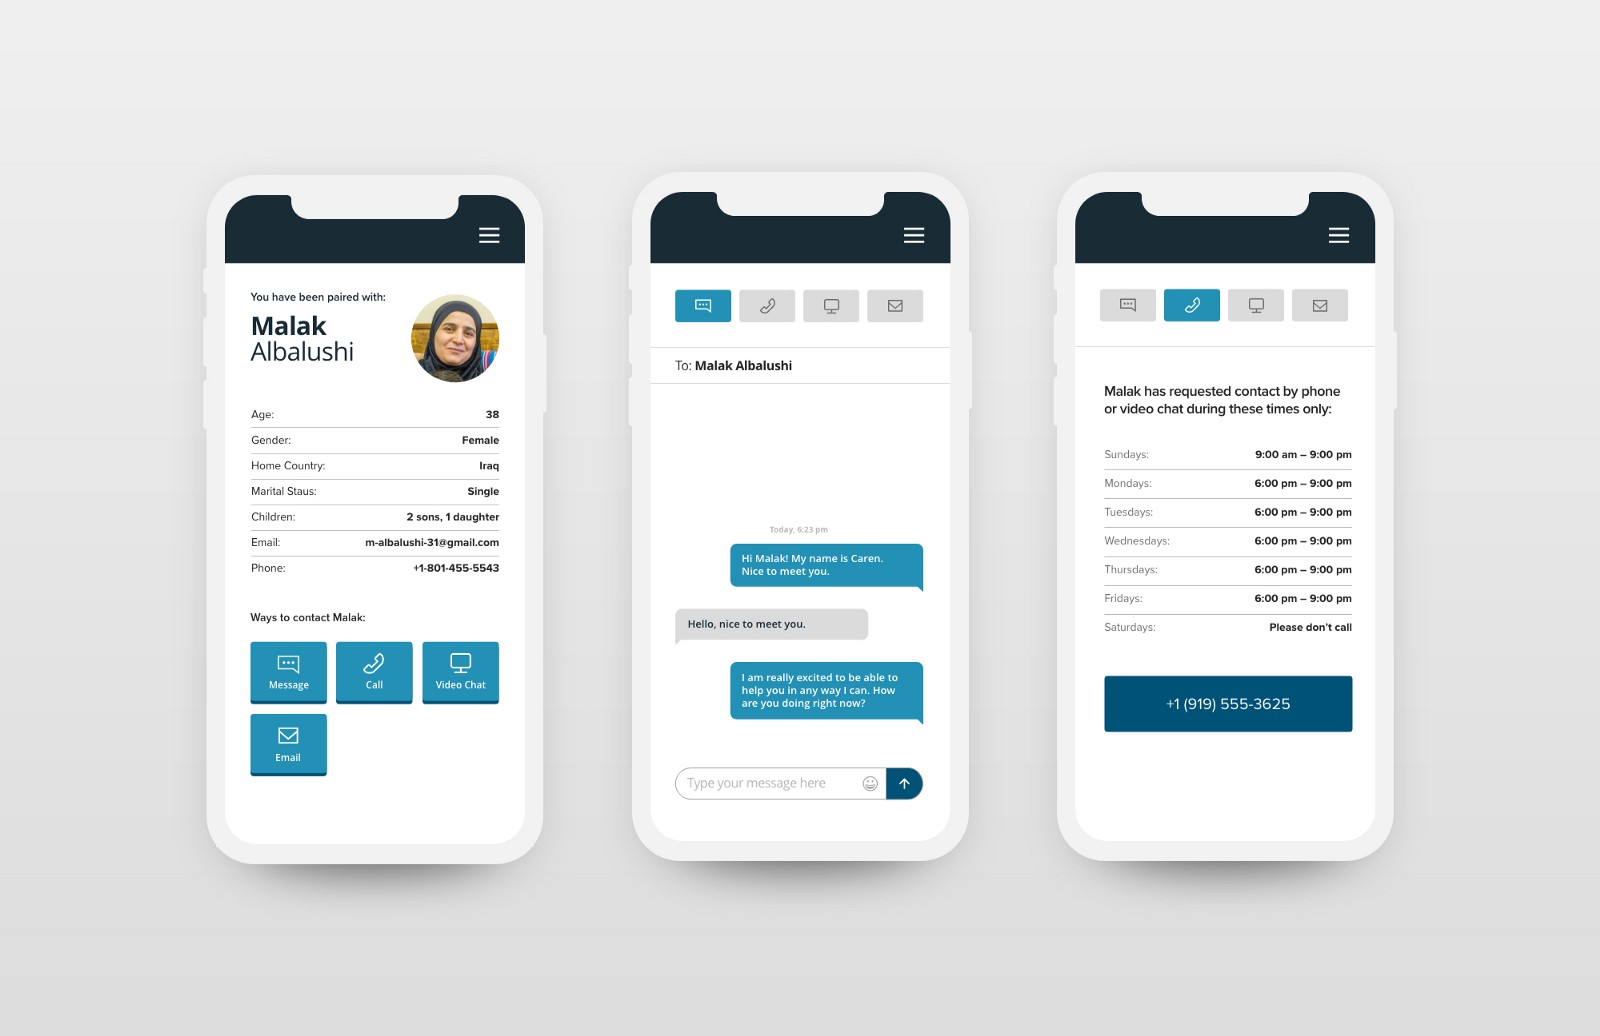 You have been paired with:
Malak
Albalushi
Age: 38
Gender: Female
Home Country: Iraq
Marital Staus: Single
Children: 2 sons, 1 daughter
Email: m-albalushi-31@gmail.com
Phone: +1-801-455-5543
Ways to contact Malak:
Message Call Video Chat
Email
To: Malak Albalushi
Today, 6:23 pm
Hi Malak! My name is Caren.
Nice to meet you.
Hello, nice to meet you.
I am really excited to be able to
help you in any way I can. How
are you doing right now?
Type your message here
Malak has requested contact by phone
or video chat during these times only:
Sundays: 9:00 am – 9:00 pm
Mondays: 6:00 pm – 9:00 pm
Tuesdays: 6:00 pm – 9:00 pm
Wednesdays: 6:00 pm – 9:00 pm
Thursdays: 6:00 pm – 9:00 pm
Fridays: 6:00 pm – 9:00 pm
Saturdays: Please don't call
+1 (919) 555-3625